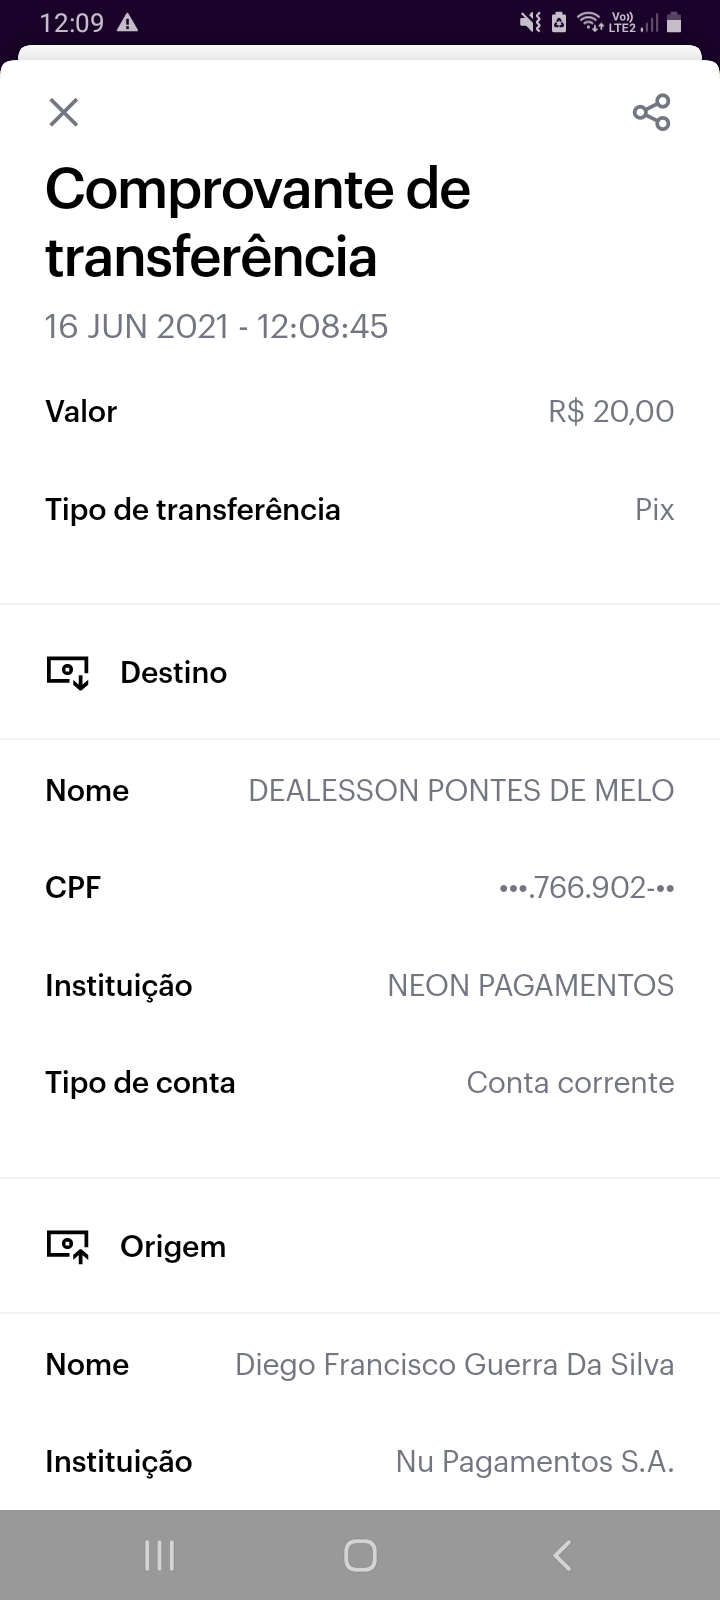 12:09
Vo))
LTE2
Comprovante de
transferência
16 JUN 2021 - 12:08:45
Valor R$ 20,00
Tipo de transferência Pix
Destino
Nome DEALESSON PONTES DE MELO
CPF •••.766.902-••
Instituição NEON PAGAMENTOS
Tipo de conta Conta corrente
Origem
Nome Diego Francisco Guerra Da Silva
Instituição Nu Pagamentos S.A.